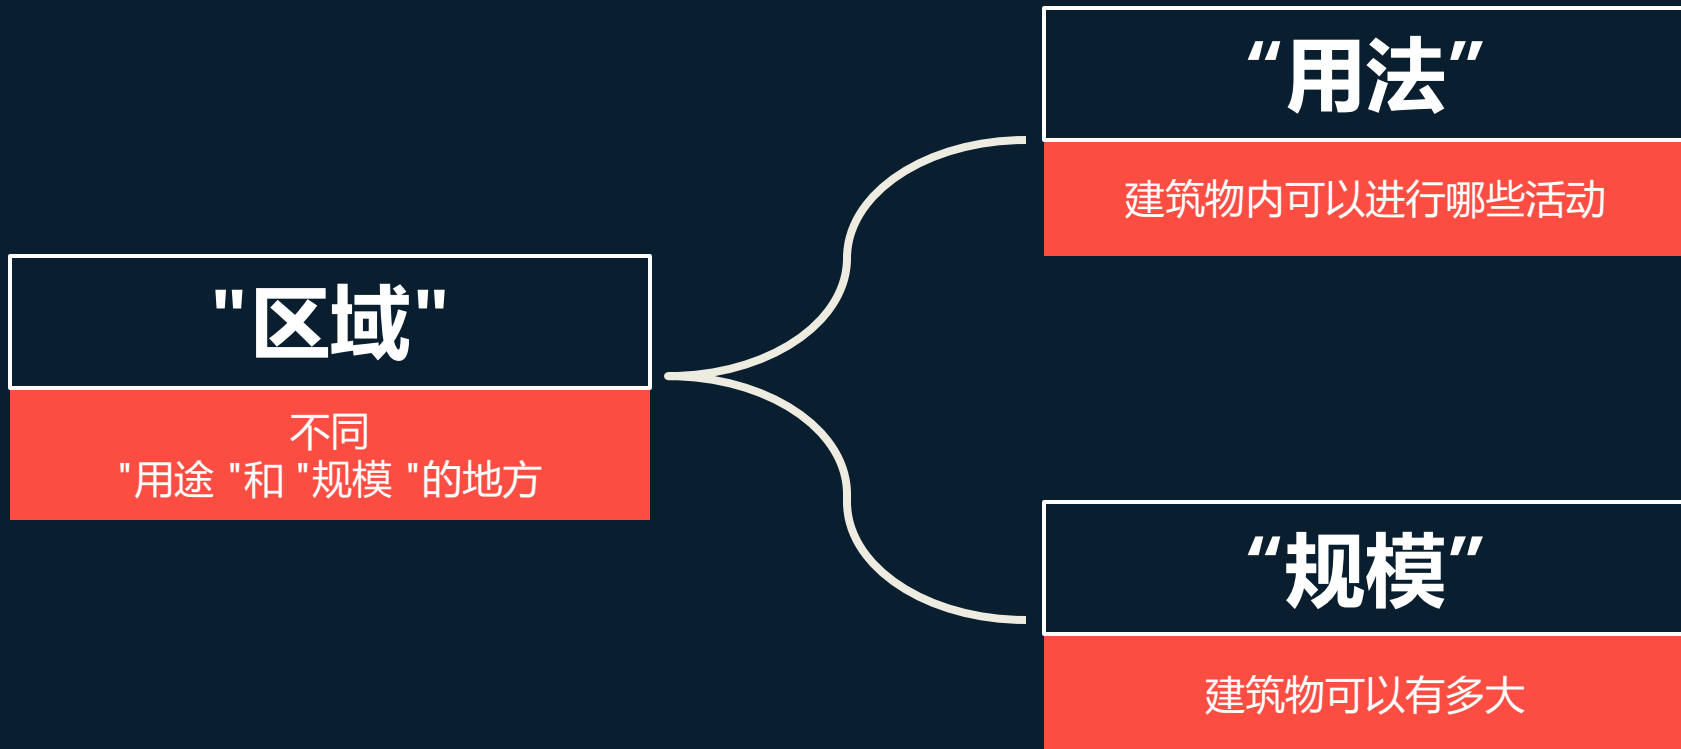 "区域"
不同
"用途 "和 "规模 "的地方
“用法”
建筑物内可以进行哪些活动
“规模”
建筑物可以有多大